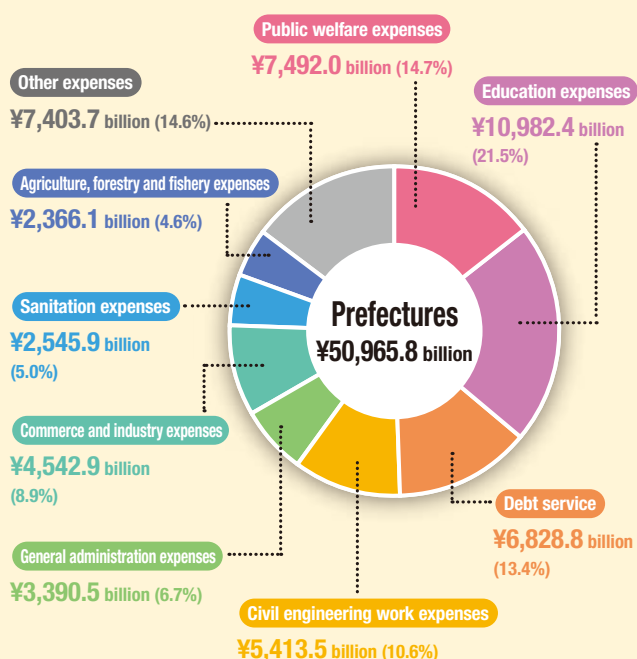 Public welfare expenses
¥7,492.0 billion (14.7%)
Education expenses
¥10,982.4 billion
(21.5%)
Debt service
¥6,828.8 billion
(13.4%)
Civil engineering work expenses
¥5,413.5 billion (10.6%)
General administration expenses
¥3,390.5 billion (6.7%)
Commerce and industry expenses
¥4,542.9 billion
(8.9%)
Sanitation expenses
¥2,545.9 billion
(5.0%)
Agriculture, forestry and fishery expenses
¥2,366.1 billion (4.6%)
Other expenses
¥7,403.7 billion (14.6%)
Prefectures
¥50,965.8 billion